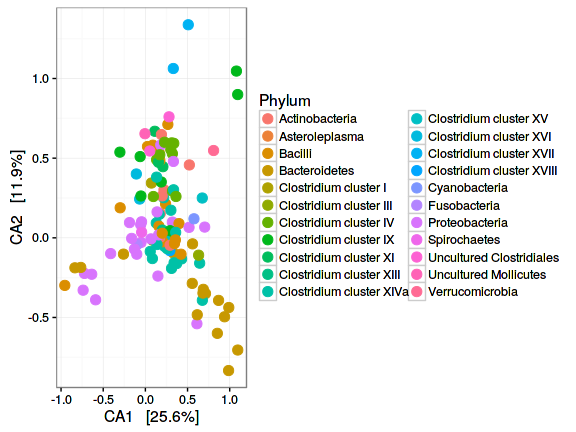 Phylum
Actinobacteria
Asteroleplasma
Bacilli
Bacteroidetes
Clostridium cluster I
Clostridium cluster III
Clostridium cluster IV
Clostridium cluster IX
Clostridium cluster XI
Clostridium cluster XIII
Clostridium cluster XIVa
Clostridium cluster XV
Clostridium cluster XVI
Clostridium cluster XVII
Clostridium cluster XVIII
Cyanobacteria
Fusobacteria
Proteobacteria
Spirochaetes
Uncultured Clostridiales
Uncultured Mollicutes
Verrucomicrobia
CA2 [11.9%]
1.0
0.5
0.0
-0.5
-1.0 -0.5 0.0 0.5 1.0
CA1 [25.6%]